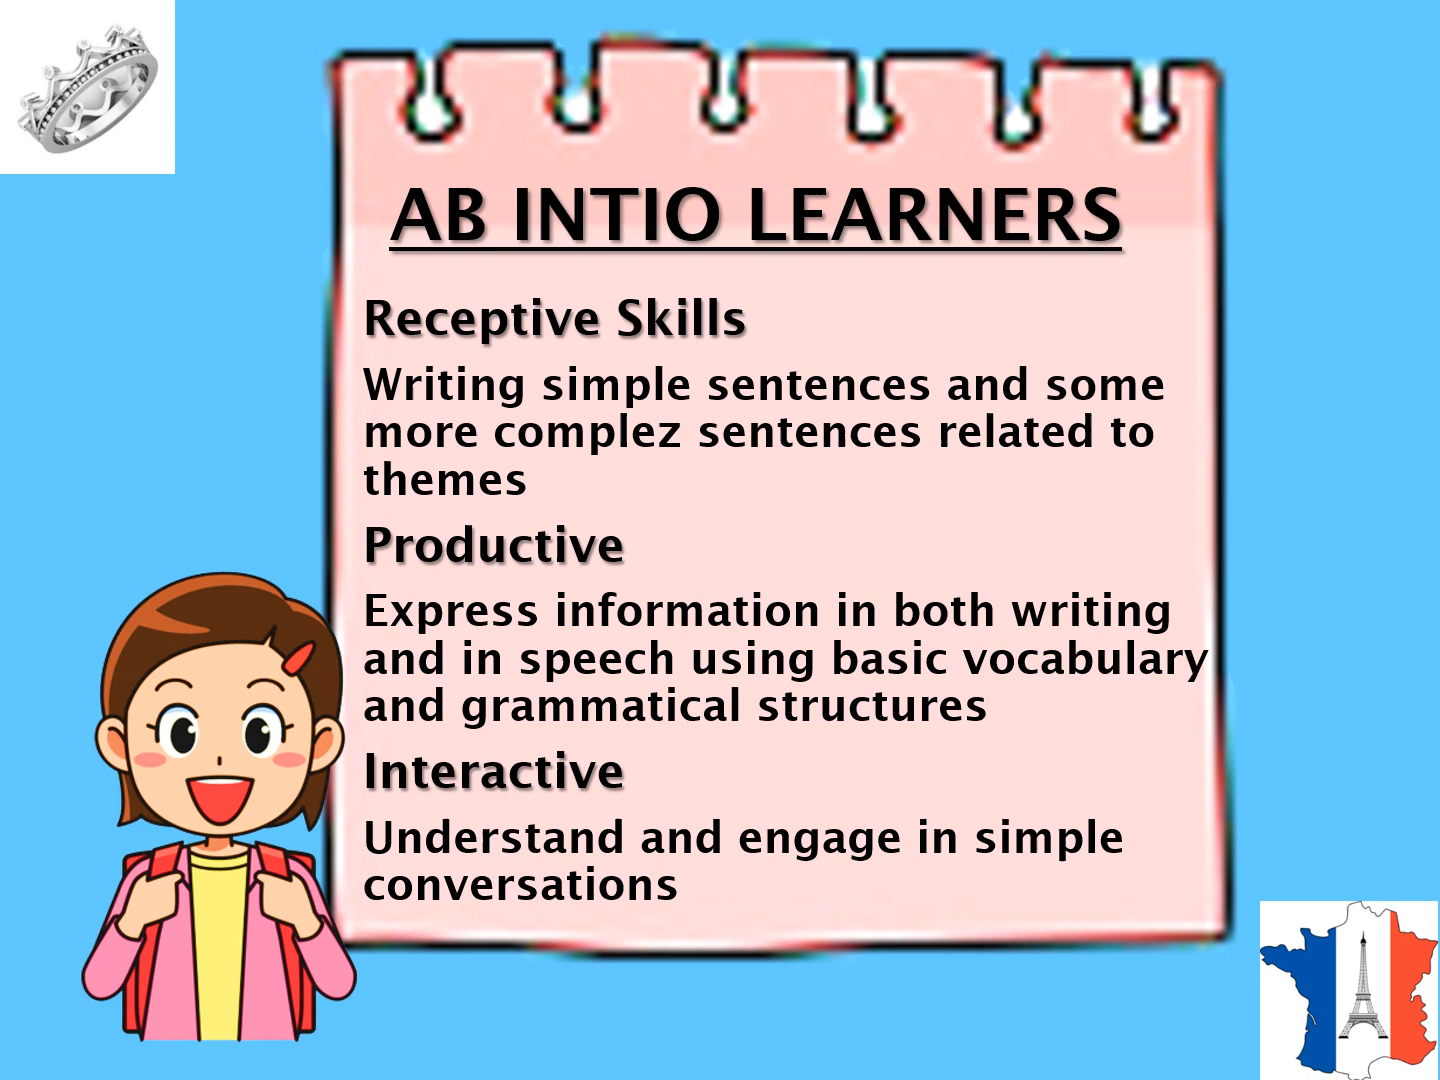 AB INTIO LEARNERS
Receptive Skills
Writing simple sentences and some
more complez sentences related to
themes
Productive
Express information in both writing
and in speech using basic vocabulary
and grammatical structures
Interactive
Understand and engage in simple
conversations